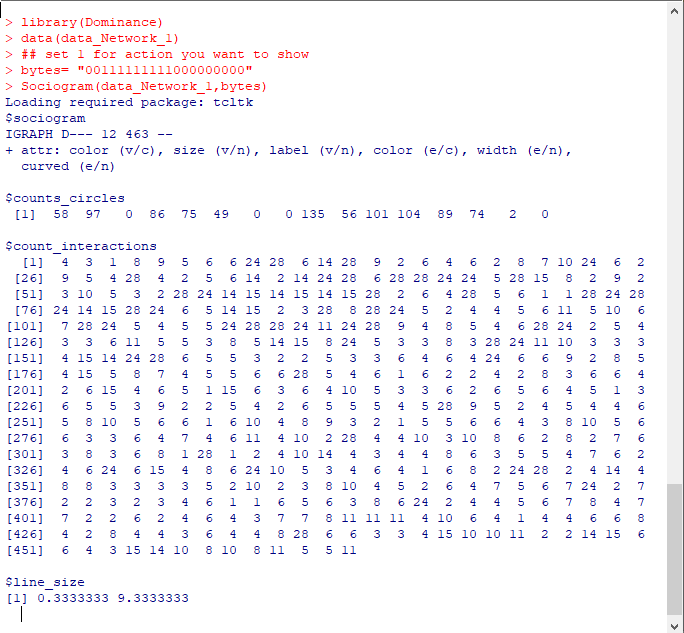 > library(Dominance)
> data(data_Network_1)
> ## set 1 for action you want to show
> bytes= "00111111111000000000"
> Sociogram(data_Network_1,bytes)
Loading required package: tcltk
$sociogram
IGRAPH D--- 12 463 --
+ attr: color (v/c), size (v/n), label (v/n), color (e/c), width (e/n),
curved (e/n)
$counts_circles
[1] 58 97 0 86 75 49 0 0 135 56 101 104 89 74 2 0
$count_interactions
[1] 4 3 1 8 9 5 6 6 24 28 6 14 28 9 2 6 4 6 2 8 7 10 24 6 2
[26] 9 5 4 28 4 2 5 6 14 2 14 24 28 6 28 28 24 24 5 28 15 8 2 9 2
[51] 3 10 5 3 2 28 24 14 15 14 15 14 15 28 2 6 4 28 5 6 1 1 28 24 28
[76] 24 14 15 28 24 6 5 14 15 2 3 28 8 28 24 5 2 4 4 5 6 11 5 10 6
[101] 7 28 24 5 4 5 5 24 28 28 24 11 24 28 9 4 8 5 4 6 28 24 2 5 4
[126] 3 3 6 11 5 5 3 8 5 14 15 8 24 5 3 3 8 3 28 24 11 10 3 3 3
[151] 4 15 14 24 28 6 5 5 3 2 2 5 3 3 6 4 6 4 24 6 6 9 2 8 5
[176] 4 15 5 8 7 4 5 5 6 6 28 5 4 6 1 6 2 2 4 2 8 3 6 6 4
[201] 2 6 15 4 6 5 1 15 6 3 6 4 10 5 3 3 6 2 6 5 6 4 5 1 3
[226] 6 5 5 3 9 2 2 5 4 2 6 5 5 5 4 5 28 9 5 2 4 5 4 4 6
[251] 5 8 10 5 6 6 1 6 10 4 8 9 3 2 1 5 5 6 6 4 3 8 10 5 6
[276] 6 3 3 6 4 7 4 6 11 4 10 2 28 4 4 10 3 10 8 6 2 8 2 7 6
[301] 3 8 3 6 8 1 28 1 2 4 10 14 4 3 4 4 8 6 3 5 5 4 7 6 2
[326] 4 6 24 6 15 4 8 6 24 10 5 3 4 6 4 1 6 8 2 24 28 2 4 14 4
[351] 8 8 3 3 3 3 5 2 10 2 3 8 10 4 5 2 6 4 7 5 6 7 24 2 7
[376] 2 2 3 2 3 4 6 1 1 6 5 6 3 8 6 24 2 4 4 5 6 7 8 4 7
[401] 7 2 2 6 2 4 6 4 3 7 7 8 11 11 11 4 10 6 4 1 4 4 6 6 8
[426] 4 2 8 4 4 3 6 4 4 8 28 6 6 3 3 4 15 10 10 11 2 2 14 15 6
[451] 6 4 3 15 14 10 8 10 8 11 5 5 11
$line_size
[1] 0.3333333 9.3333333